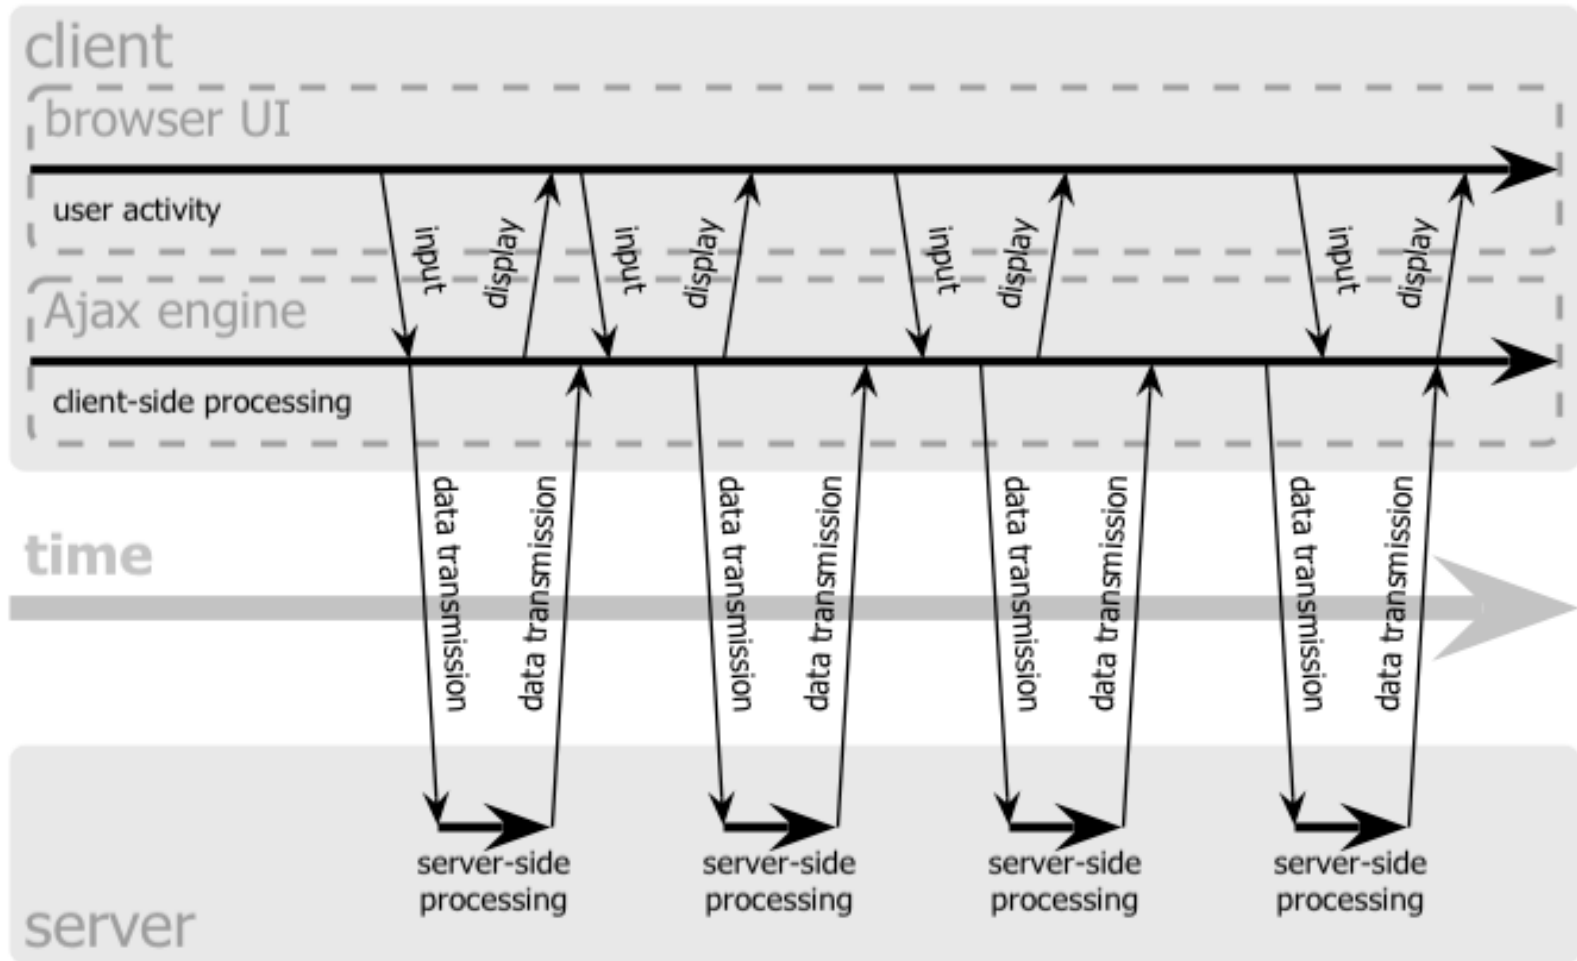 client
browser UI
user activity
input
display
input
display
input
display
input
display
Ajax engine
client-side processing
data transmission
data transmission
data transmission
data transmission
data transmission
data transmission
data transmission
data transmission
time
server-side
processing
server-side
processing
server-side
processing
server-side
processing
server